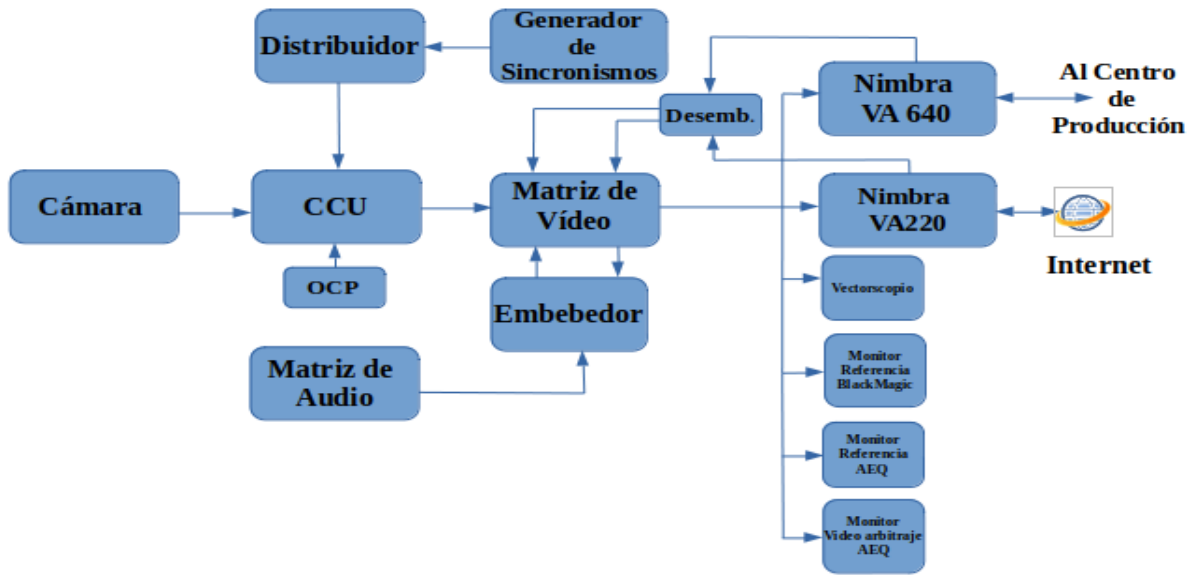 Distribuidor
Generador
de
Sincronismos
Desemb.
Nimbra
VA 640
Al Centro
de
Producción
Cámara
CCU
Matriz de
Vídeo
Nimbra
VA220
Internet
OCP
Embebedor
Vectorscopio
Matriz de
Audio
Monitor
Referencia
BlackMagic
Monitor
Referencia
AEQ
Monitor
Video arbitraje
AEQ